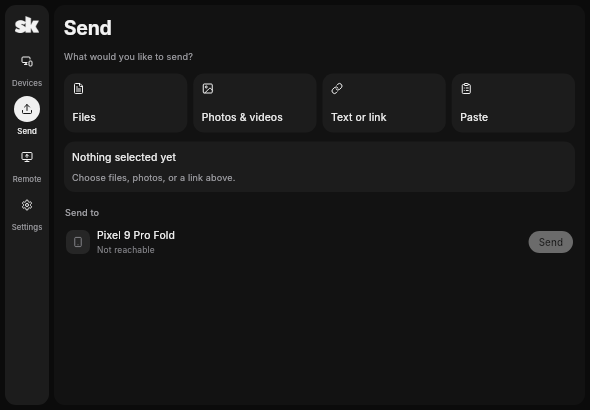 sk
Devices
Send
Remote
Settings
Send
What would you like to send?
Files
Photos & videos
Text or link
Paste
Nothing selected yet
Choose files, photos, or a link above.
Send to
Pixel 9 Pro Fold
Not reachable
Send